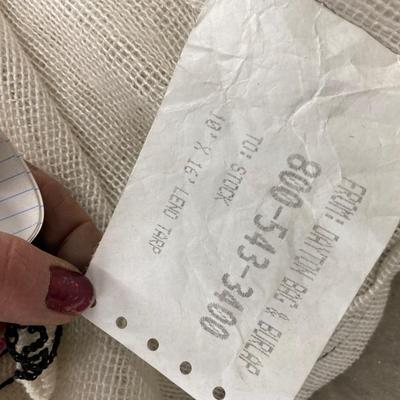 FROM: DAYTON BAG & BURLAP
800-543-3400
TO: STOCK
10' X 16' LENO TARP